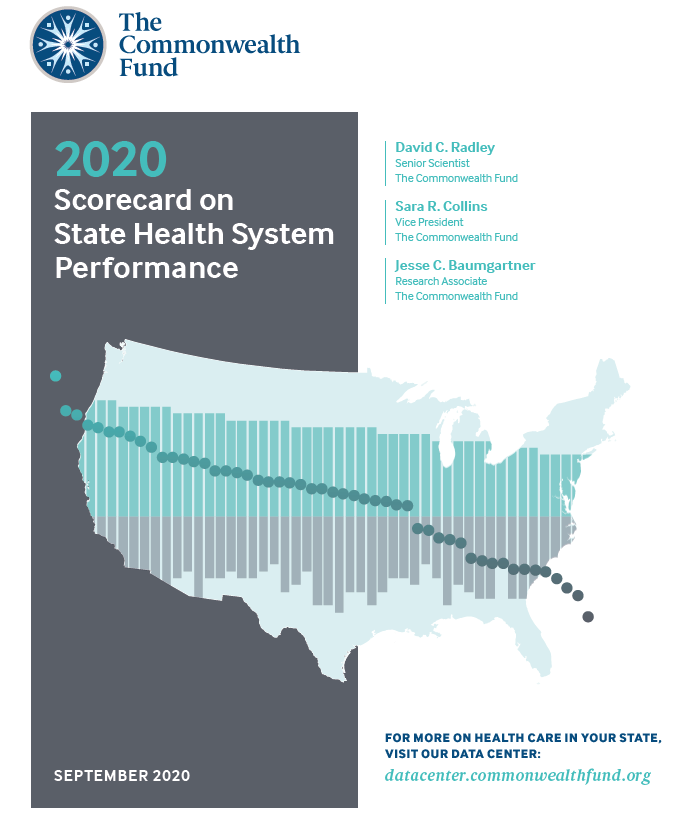 The
Commonwealth
Fund
2020
Scorecard on
State Health System
Performance
David C. Radley
Senior Scientist
The Commonwealth Fund
Sara R. Collins
Vice President
The Commonwealth Fund
Jesse C. Baumgartner
Research Associate
The Commonwealth Fund
SEPTEMBER 2020
FOR MORE ON HEALTH CARE IN YOUR STATE,
VISIT OUR DATA CENTER:
datacenter.commonwealthfund.org